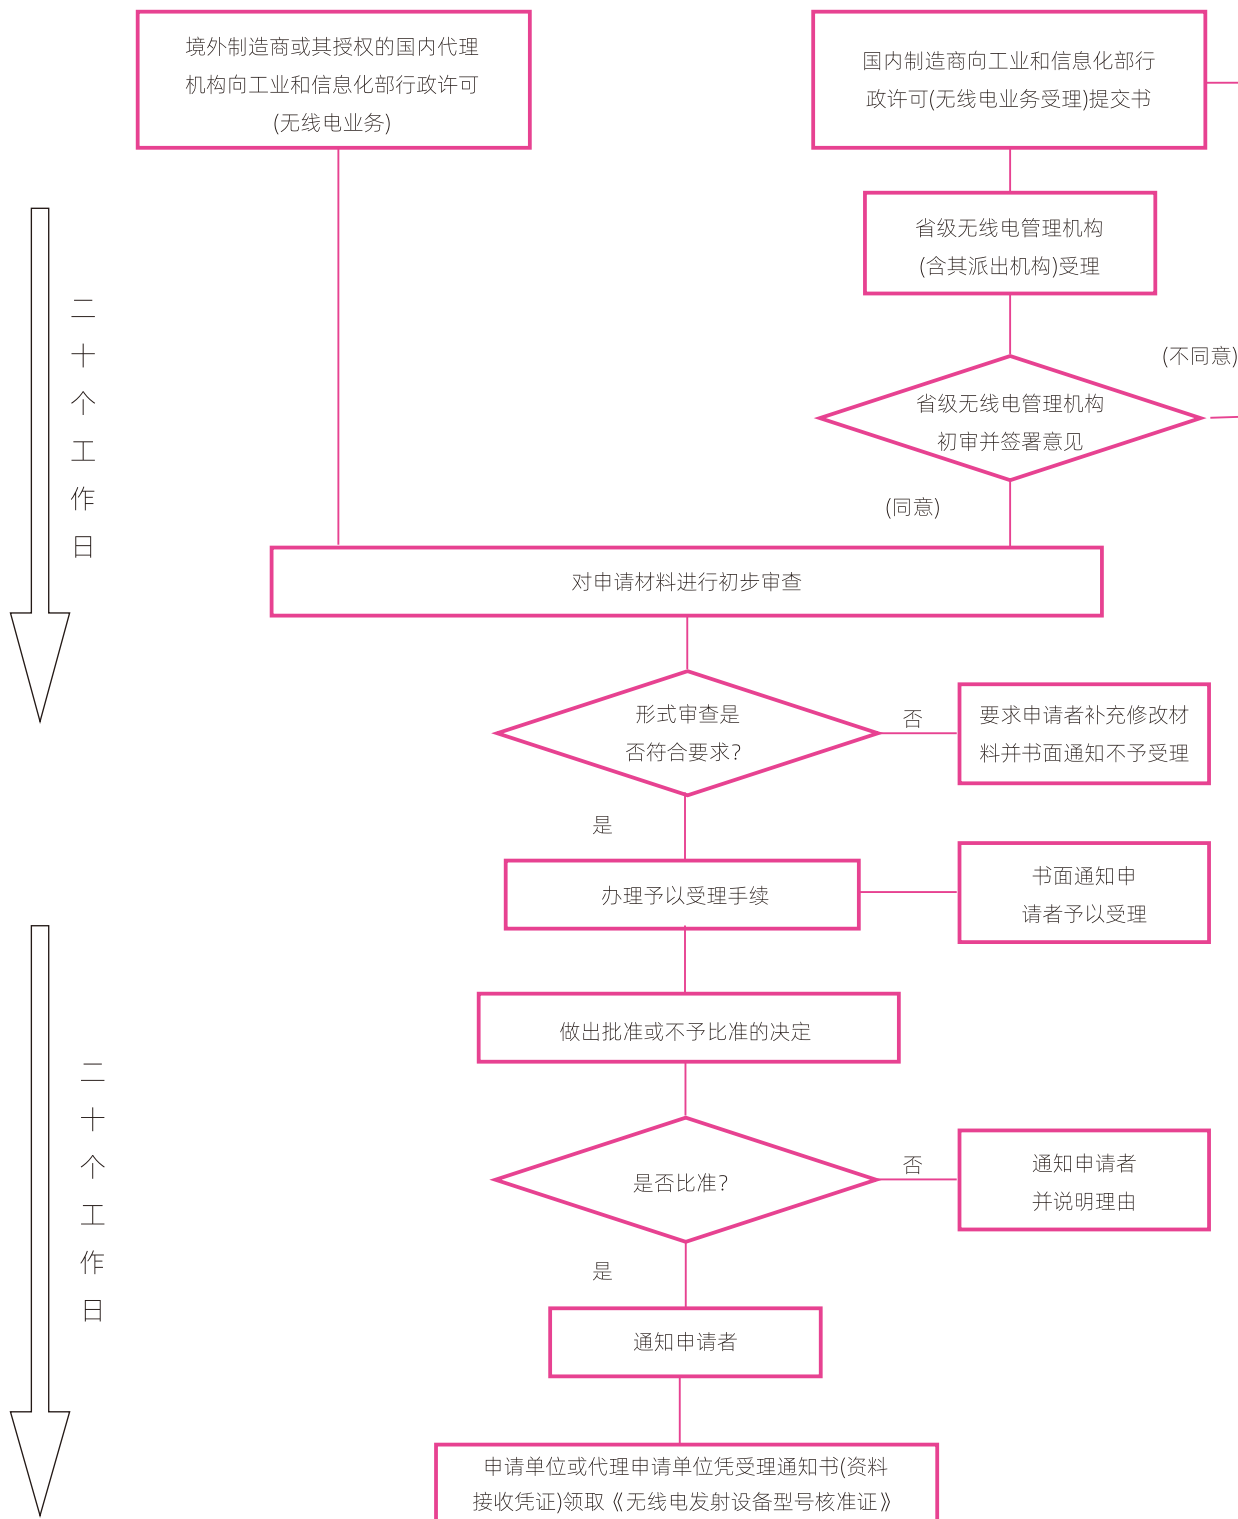 境外制造商或其授权的国内代理
机构向工业和信息化部行政许可
(无线电业务)
国内制造商向工业和信息化部行
政许可(无线电业务受理)提交书
省级无线电管理机构
(含其派出机构)受理
(不同意)
省级无线电管理机构
初审并签署意见
(同意)
二十个工作日
对申请材料进行初步审查
形式审查是
否符合要求?
否
要求申请者补充修改材
料并书面通知不予受理
是
办理予以受理手续
书面通知申
请者予以受理
做出批准或不予比准的决定
二十个工作日
是否比准?
否
通知申请者
并说明理由
是
通知申请者
申请单位或代理申请单位凭受理通知书(资料
接收凭证)领取《无线电发射设备型号核准证》